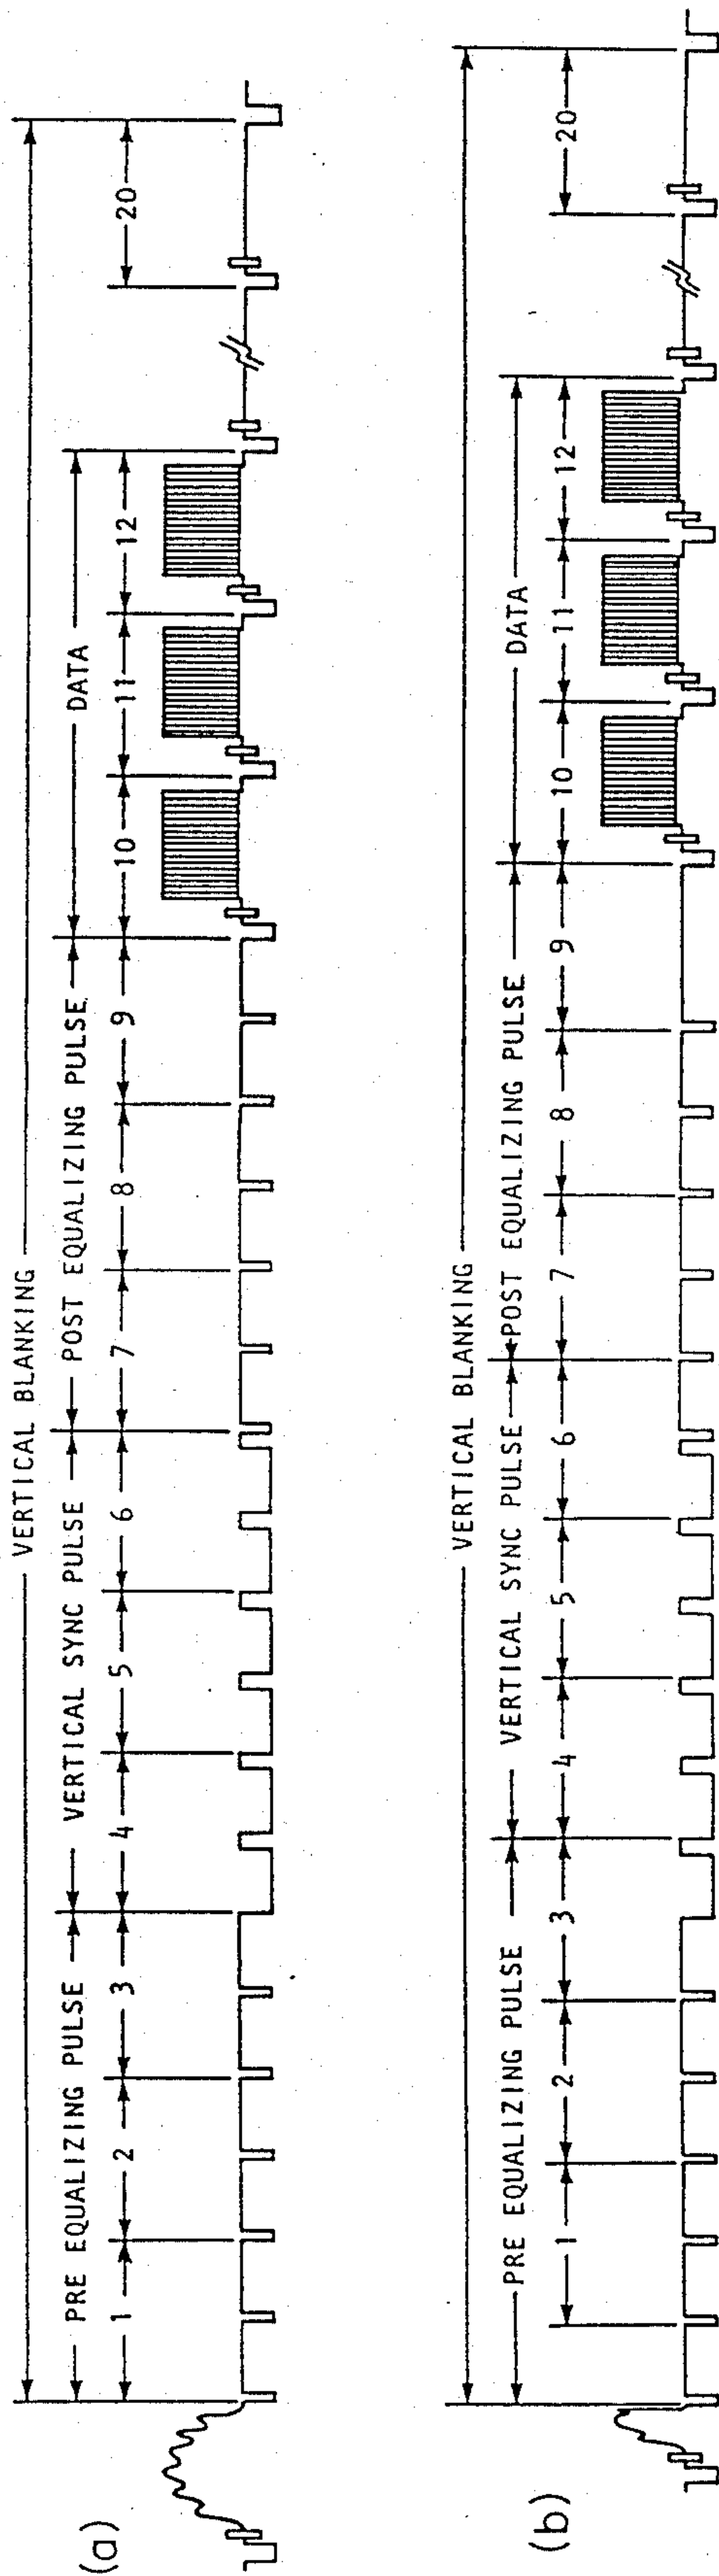 (a)
VERTICAL BLANKING
PRE EQUALIZING PULSE VERTICAL SYNC PULSE POST EQUALIZING PULSE DATA
1 2 3 4 5 6 7 8 9 10 11 12 20
(b)
VERTICAL BLANKING
PRE EQUALIZING PULSE VERTICAL SYNC PULSE POST EQUALIZING PULSE DATA
1 2 3 4 5 6 7 8 9 10 11 12 20